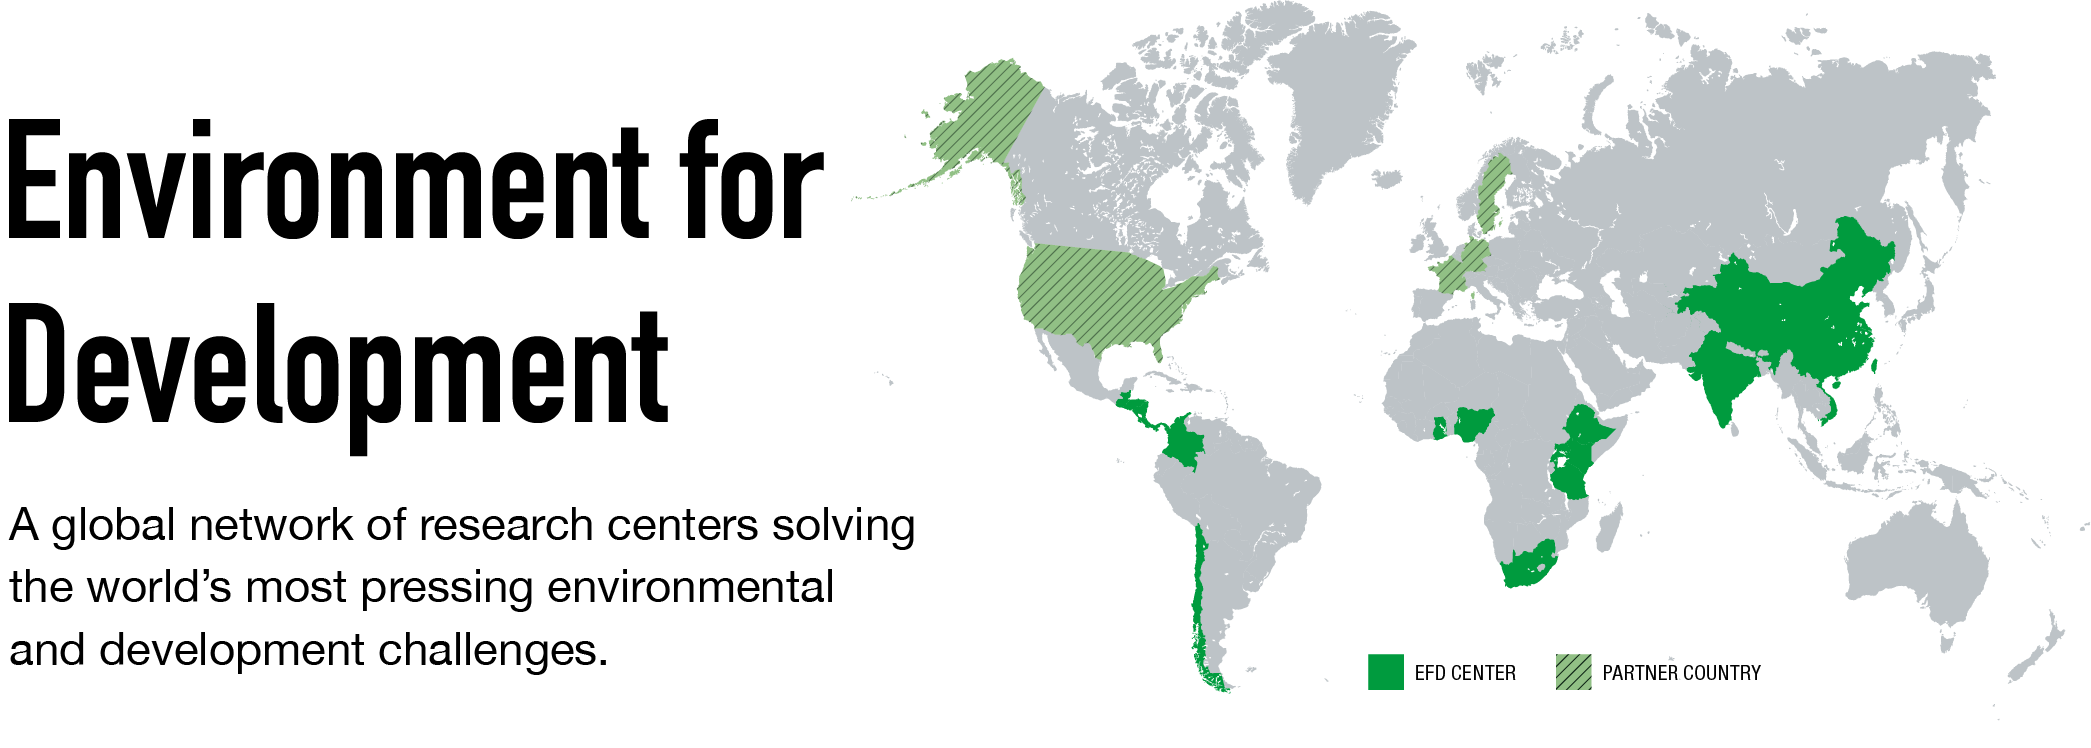 Environment for
Development
A global network of research centers solving
the world’s most pressing environmental
and development challenges.
EFD CENTER
PARTNER COUNTRY